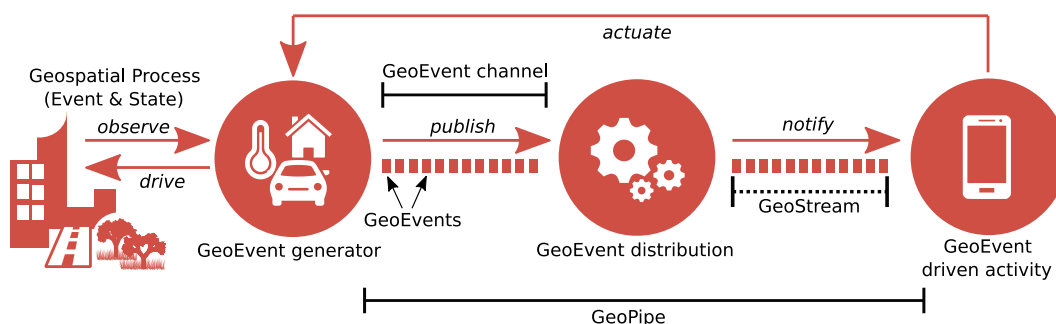 actuate
Geospatial Process
(Event & State)
GeoEvent channel
observe
publish
notify
drive
GeoEvents
GeoStream
GeoEvent generator
GeoEvent distribution
GeoEvent
driven activity
GeoPipe